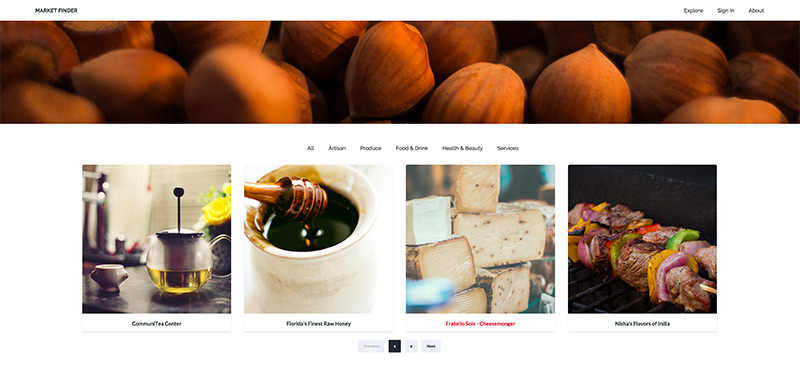 MARKET FINDER
Explore Sign In About
All Artisan Produce Food & Drink Health & Beauty Services
CommuniTea Center
Florida's Finest Raw Honey
Fratello Sole - Cheesemonger
Nisha's Flavors of India
Previous 1 2 Next